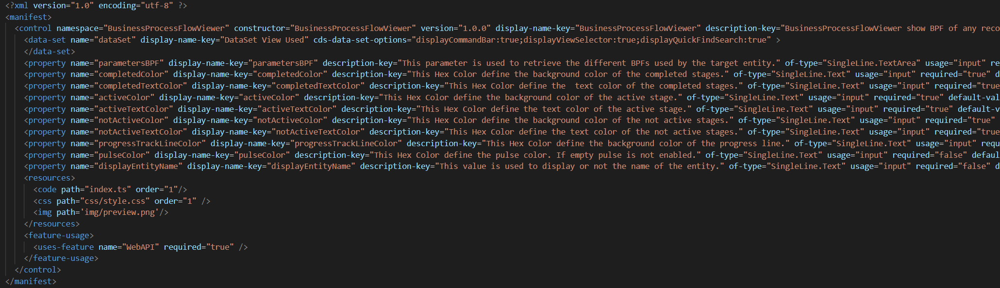 <?xml version="1.0" encoding="utf-8" ?>
<manifest>
<control namespace="BusinessProcessFlowViewer" constructor="BusinessProcessFlowViewer" version="1.0.0" display-name-key="BusinessProcessFlowViewer" description-key="BusinessProcessFlowViewer show BPF of any reco
<data-set name="dataSet" display-name-key="DataSet View Used" cds-data-set-options="displayCommandBar:true;displayViewSelector:true;displayQuickFindSearch:true" >
</data-set>
<property name="parametersBPF" display-name-key="parametersBPF" description-key="This parameter is used to retrieve the different BPFs used by the target entity." of-type="SingleLine.TextArea" usage="input" re
<property name="completedColor" display-name-key="completedColor" description-key="This Hex Color define the background color of the completed stages." of-type="SingleLine.Text" usage="input" required="true" d
<property name="completedTextColor" display-name-key="completedTextColor" description-key="This Hex Color define the  text color of the completed stages." of-type="SingleLine.Text" usage="input" required="true
<property name="activeColor" display-name-key="activeColor" description-key="This Hex Color define the background color of the active stage." of-type="SingleLine.Text" usage="input" required="true" default-val
<property name="activeTextColor" display-name-key="activeTextColor" description-key="This Hex Color define the text color of the active stage." of-type="SingleLine.Text" usage="input" required="true" default-v
<property name="notActiveColor" display-name-key="notActiveColor" description-key="This Hex Color define the background color of the not active stages." of-type="SingleLine.Text" usage="input" required="true"
<property name="notActiveTextColor" display-name-key="notActiveTextColor" description-key="This Hex Color define the text color of the not active stages." of-type="SingleLine.Text" usage="input" required="true
<property name="progressTrackLineColor" display-name-key="progressTrackLineColor" description-key="This Hex Color define the background color of the progress line." of-type="SingleLine.Text" usage="input" requ
<property name="pulseColor" display-name-key="pulseColor" description-key="This Hex Color define the pulse color. If empty pulse is not enabled." of-type="SingleLine.Text" usage="input" required="false" defaul
<property name="displayEntityName" display-name-key="displayEntityName" description-key="This value is used to display or not the name of the entity." of-type="SingleLine.Text" usage="input" required="false" d
<resources>
<code path="index.ts" order="1"/>
<css path="css/style.css" order="1" />
<img path='img/preview.png'/>
</resources>
<feature-usage>
<uses-feature name="WebAPI" required="true" />
</feature-usage>
</control>
</manifest>